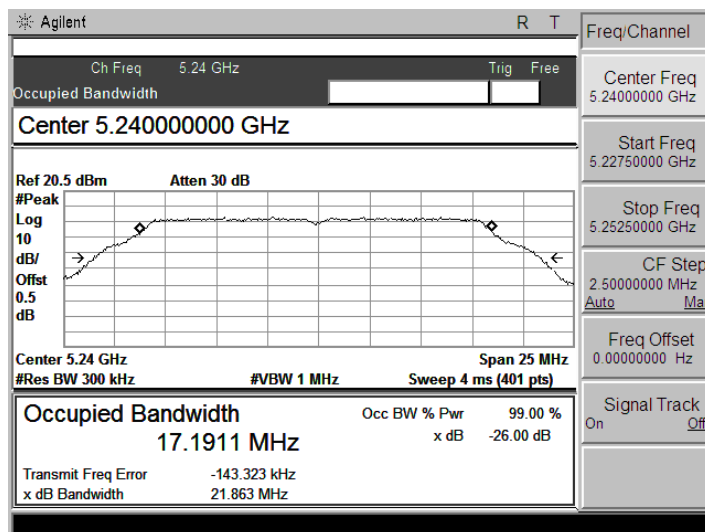 Agilent R T
Ch Freq 5.24 GHz Trig Free
Occupied Bandwidth
Center 5.240000000 GHz
Ref 20.5 dBm Atten 30 dB
#Peak
Log
10
dB/
Offst
0.5
dB
Center 5.24 GHz Span 25 MHz
#Res BW 300 kHz #VBW 1 MHz Sweep 4 ms (401 pts)
Occupied Bandwidth Occ BW % Pwr 99.00 %
17.1911 MHz x dB -26.00 dB
Transmit Freq Error -143.323 kHz
x dB Bandwidth 21.863 MHz
Freq/Channel
Center Freq
5.24000000 GHz
Start Freq
5.22750000 GHz
Stop Freq
5.25250000 GHz
CF Step
2.50000000 MHz
Auto Ma
Freq Offset
0.00000000 Hz
Signal Track
On Off